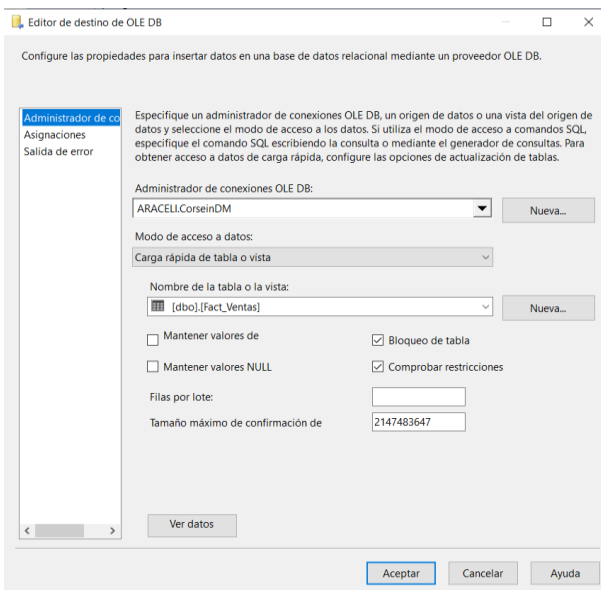 Editor de destino de OLE DB
Configure las propiedades para insertar datos en una base de datos relacional mediante un proveedor OLE DB.
Administrador de co
Asignaciones
Salida de error
Especifique un administrador de conexiones OLE DB, un origen de datos o una vista del origen de
datos y seleccione el modo de acceso a los datos. Si utiliza el modo de acceso a comandos SQL,
especifique el comando SQL escribiendo la consulta o mediante el generador de consultas. Para
obtener acceso a datos de carga rápida, configure las opciones de actualización de tablas.
Administrador de conexiones OLE DB:
ARACELI.CorseinDM
Nueva...
Modo de acceso a datos:
Carga rápida de tabla o vista
Nombre de la tabla o la vista:
[dbo].[Fact_Ventas]
Nueva...
Mantener valores de
Bloqueo de tabla
Mantener valores NULL
Comprobar restricciones
Filas por lote:
Tamaño máximo de confirmación de
2147483647
Ver datos
Aceptar
Cancelar
Ayuda